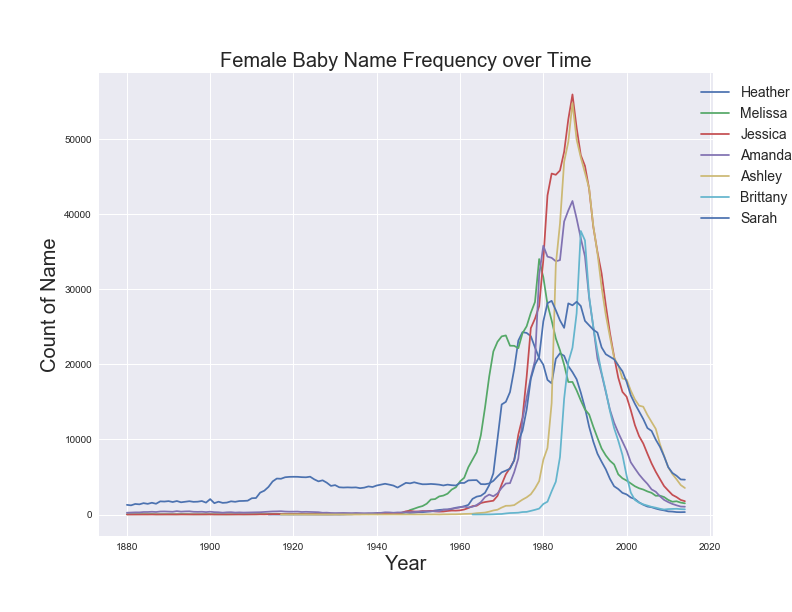 Female Baby Name Frequency over Time
Heather
Melissa
Jessica
Amanda
Ashley
Brittany
Sarah
50000
40000
30000
20000
10000
0
Count of Name
1880 1900 1920 1940 1960 1980 2000 2020
Year